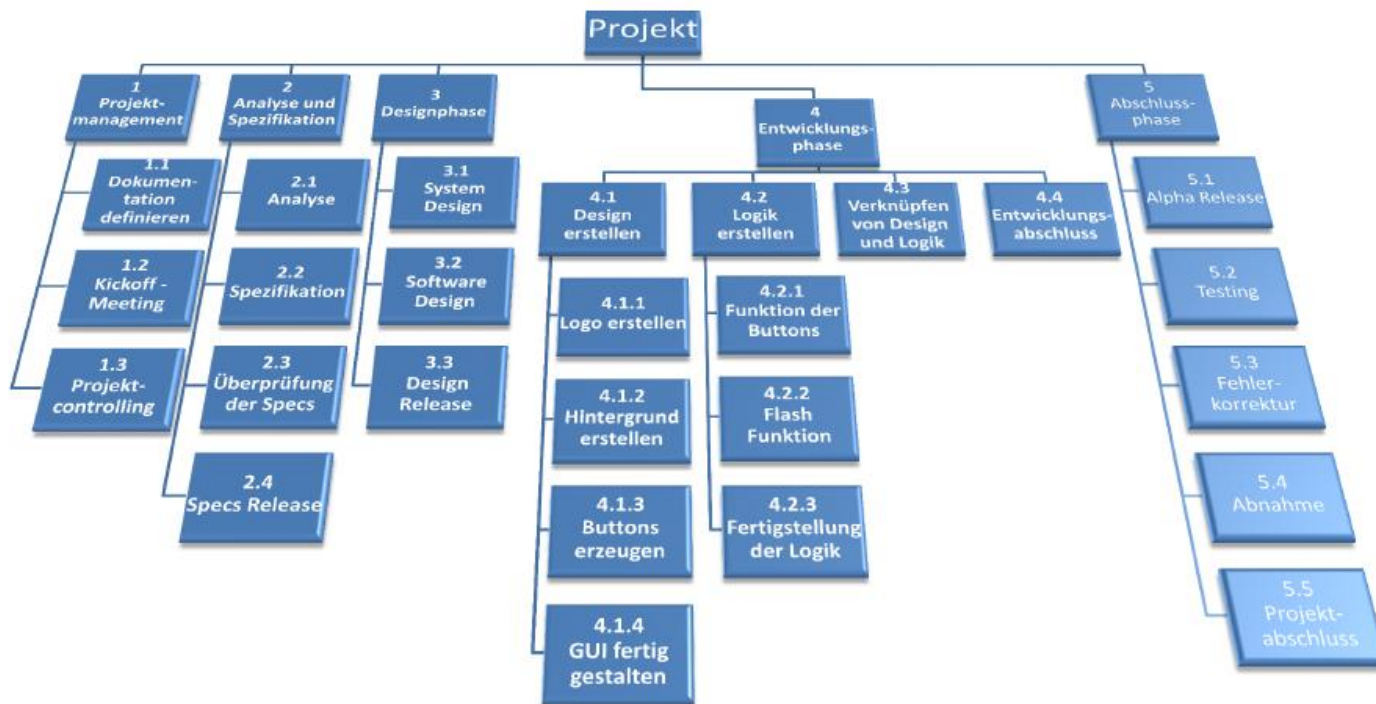 Projekt
1
Projekt-
management
2
Analyse und
Spezifikation
3
Designphase
4
Entwicklungs-
phase
5
Abschluss-
phase
1.1
Dokumen-
tation
definieren
1.2
Kickoff -
Meeting
1.3
Projekt-
controlling
2.1
Analyse
2.2
Spezifikation
2.3
Überprüfung
der Specs
2.4
Specs Release
3.1
System
Design
3.2
Software
Design
3.3
Design
Release
4.1
Design
erstellen
4.1.1
Logo erstellen
4.1.2
Hintergrund
erstellen
4.1.3
Buttons
erzeugen
4.1.4
GUI fertig
gestalten
4.2
Logik
erstellen
4.2.1
Funktion der
Buttons
4.2.2
Flash
Funktion
4.2.3
Fertigstellung
der Logik
4.3
Verknüpfen
von Design
und Logik
4.4
Entwicklungs-
abschluss
5.1
Alpha Release
5.2
Testing
5.3
Fehler-
korrektur
5.4
Abnahme
5.5
Projekt-
abschluss